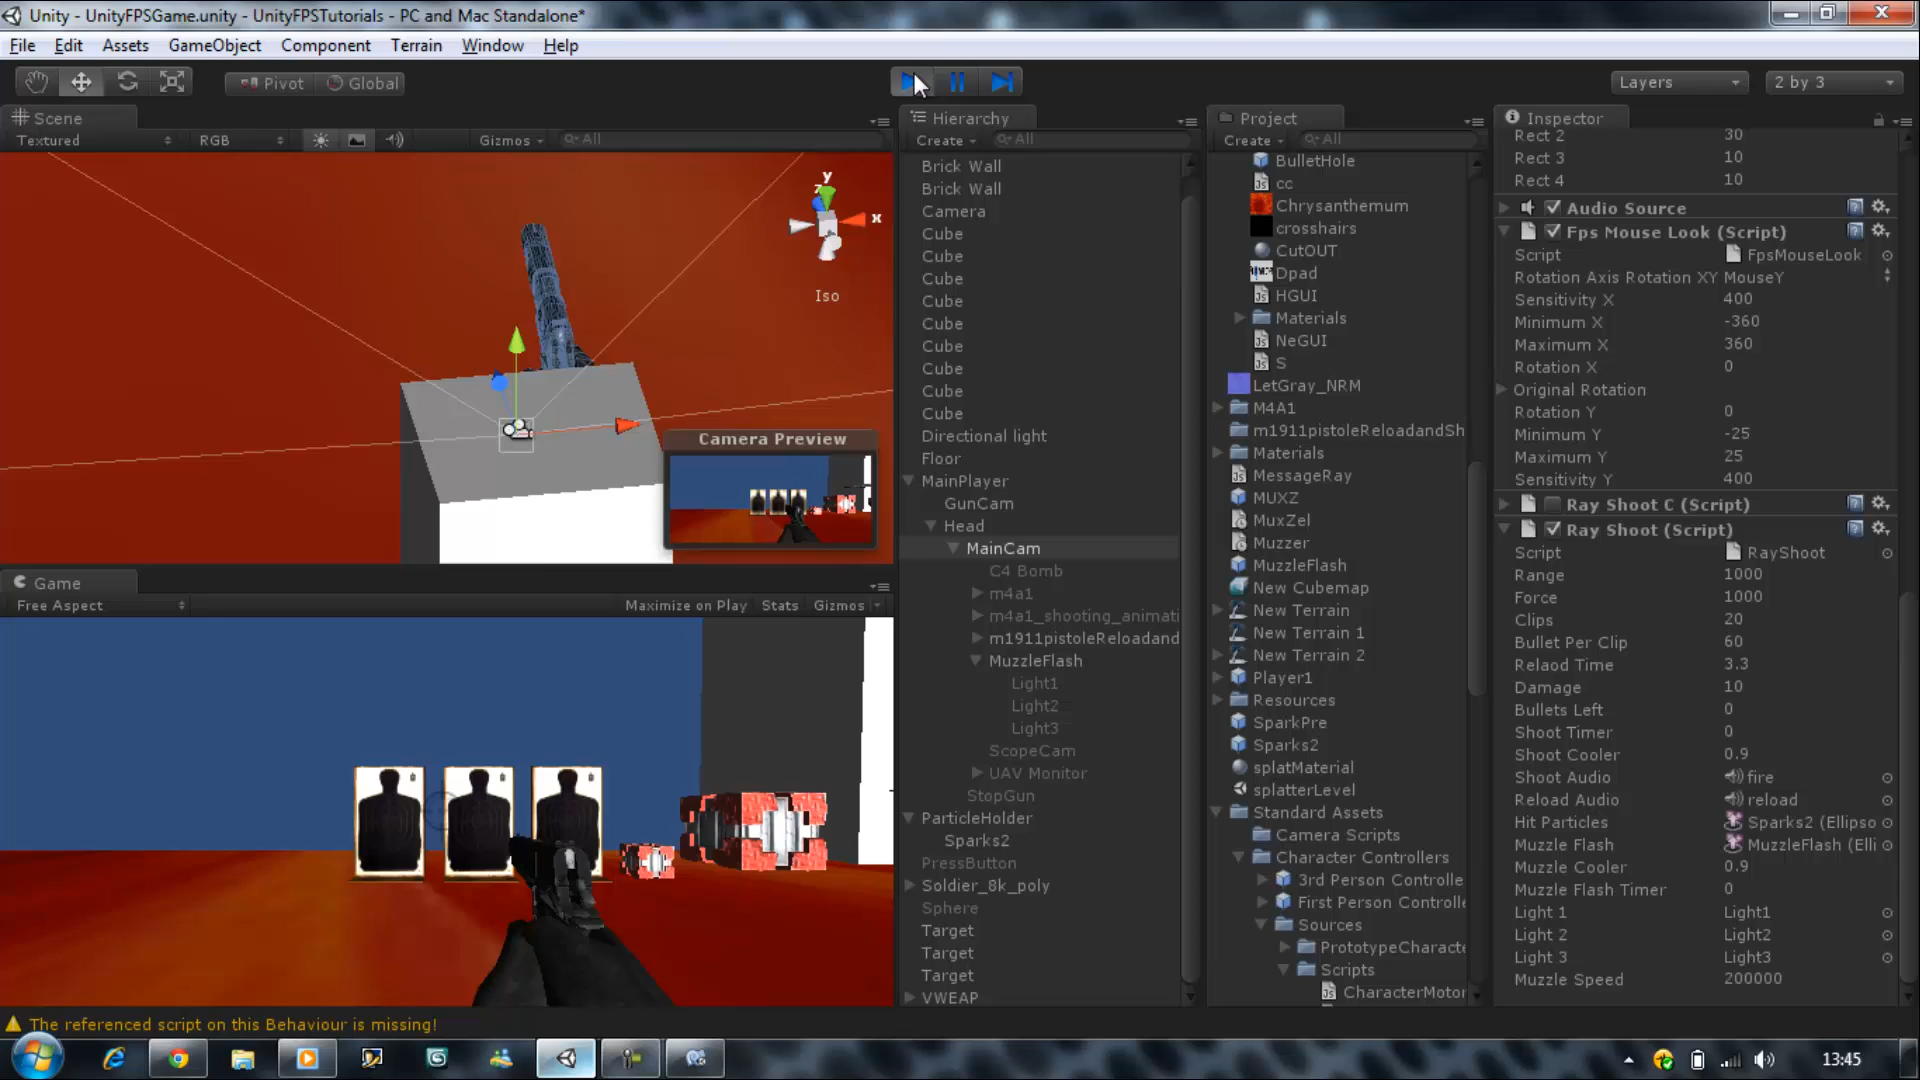 Unity - UnityFPSGame.unity - UnityFPSTutorials - PC and Mac Standalone*
File Edit Assets GameObject Component Terrain Window Help
Pivot Global Layers 2 by 3
Scene
Textured RGB Gizmos All
y
z
x
Iso
Camera Preview
Game
Free Aspect Maximize on Play Stats Gizmos
Hierarchy
Create All
Brick Wall
Brick Wall
Camera
Cube
Cube
Cube
Cube
Cube
Cube
Cube
Cube
Cube
Directional light
Floor
MainPlayer
GunCam
Head
MainCam
C4 Bomb
m4a1
m4a1_shooting_animati
m1911pistoleReloadand
MuzzleFlash
Light1
Light2
Light3
ScopeCam
UAV Monitor
StopGun
ParticleHolder
Sparks2
PressButton
Soldier_8k_poly
Sphere
Target
Target
Target
VWEAP
Project
Create All
BulletHole
cc
Chrysanthemum
crosshairs
CutOUT
Dpad
HGUI
Materials
NeGUI
S
LetGray_NRM
M4A1
m1911pistoleReloadandSh
Materials
MessageRay
MUXZ
MuxZel
Muzzer
MuzzleFlash
New Cubemap
New Terrain
New Terrain 1
New Terrain 2
Player1
Resources
SparkPre
Sparks2
splatMaterial
splatterLevel
Standard Assets
Camera Scripts
Character Controllers
3rd Person Controlle
First Person Controlle
Sources
PrototypeCharacte
Scripts
CharacterMotor
Inspector
Rect 2 30
Rect 3 10
Rect 4 10
Audio Source
Fps Mouse Look (Script)
Script FpsMouseLook
Rotation Axis Rotation XY MouseY
Sensitivity X 400
Minimum X -360
Maximum X 360
Rotation X 0
Original Rotation
Rotation Y 0
Minimum Y -25
Maximum Y 25
Sensitivity Y 400
Ray Shoot C (Script)
Ray Shoot (Script)
Script RayShoot
Range 1000
Force 1000
Clips 20
Bullet Per Clip 60
Relaod Time 3.3
Damage 10
Bullets Left 0
Shoot Timer 0
Shoot Cooler 0.9
Shoot Audio fire
Reload Audio reload
Hit Particles Sparks2 (Ellipso
Muzzle Flash MuzzleFlash (Elli
Muzzle Cooler 0.9
Muzzle Flash Timer 0
Light 1 Light1
Light 2 Light2
Light 3 Light3
Muzzle Speed 200000
The referenced script on this Behaviour is missing!
13:45